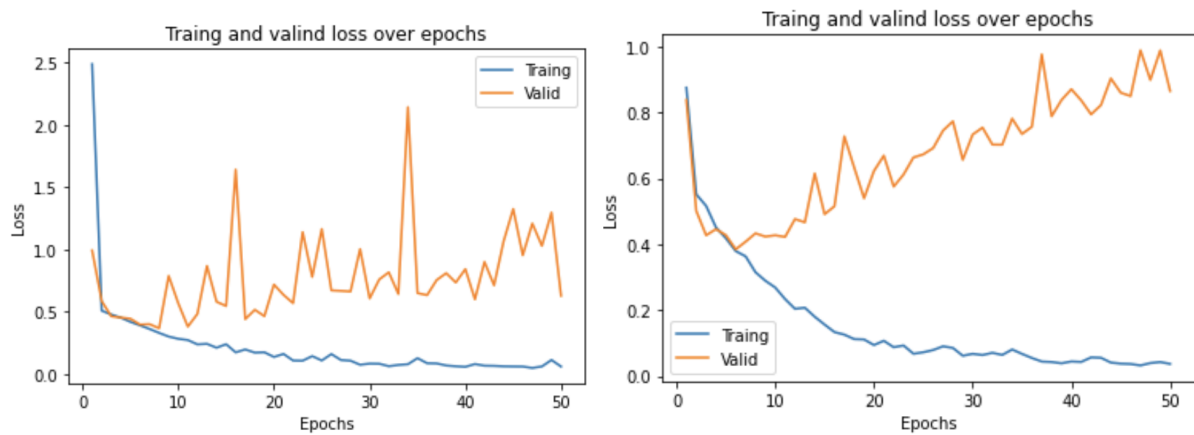 Traing and valind loss over epochs
Traing
Valid
2.5
2.0
1.5
1.0
0.5
0.0
Loss
0 10 20 30 40 50
Epochs
Traing and valind loss over epochs
1.0
0.8
0.6
0.4
0.2
0.0
Loss
Traing
Valid
0 10 20 30 40 50
Epochs